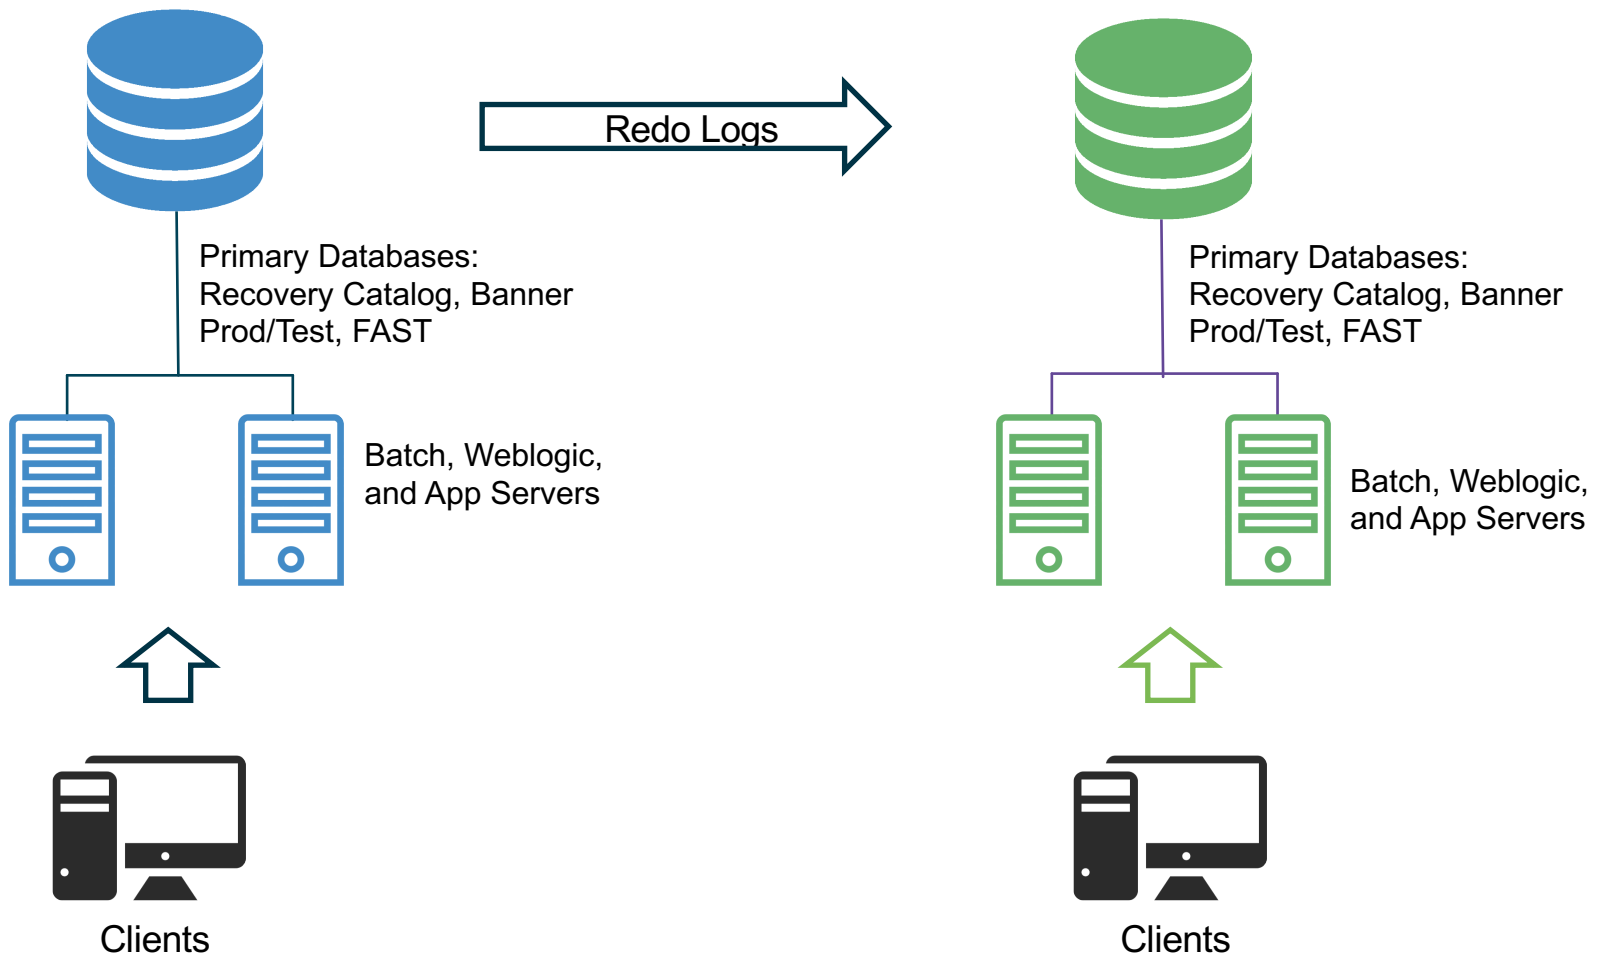 Redo Logs
Primary Databases:
Recovery Catalog, Banner
Prod/Test, FAST
Primary Databases:
Recovery Catalog, Banner
Prod/Test, FAST
Batch, Weblogic,
and App Servers
Batch, Weblogic,
and App Servers
Clients
Clients